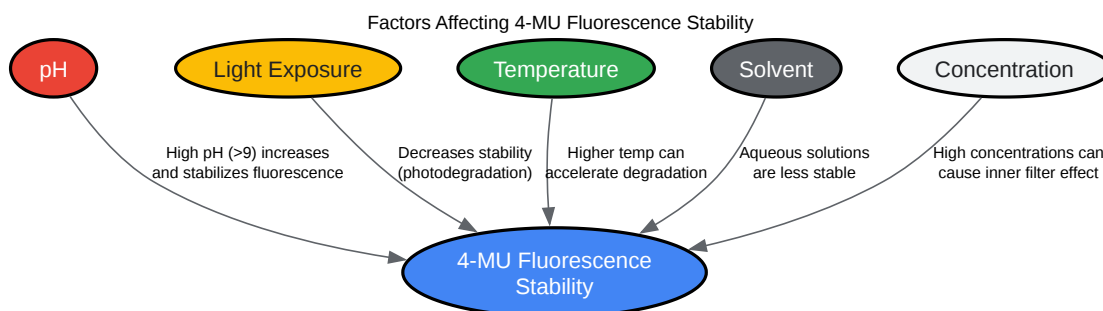 Factors Affecting 4-MU Fluorescence Stability
pH
Light Exposure
Temperature
Solvent
Concentration
High pH (>9) increases
and stabilizes fluorescence
Decreases stability
(photodegradation)
Higher temp can
accelerate degradation
Aqueous solutions
are less stable
High concentrations can
cause inner filter effect
4-MU Fluorescence
Stability